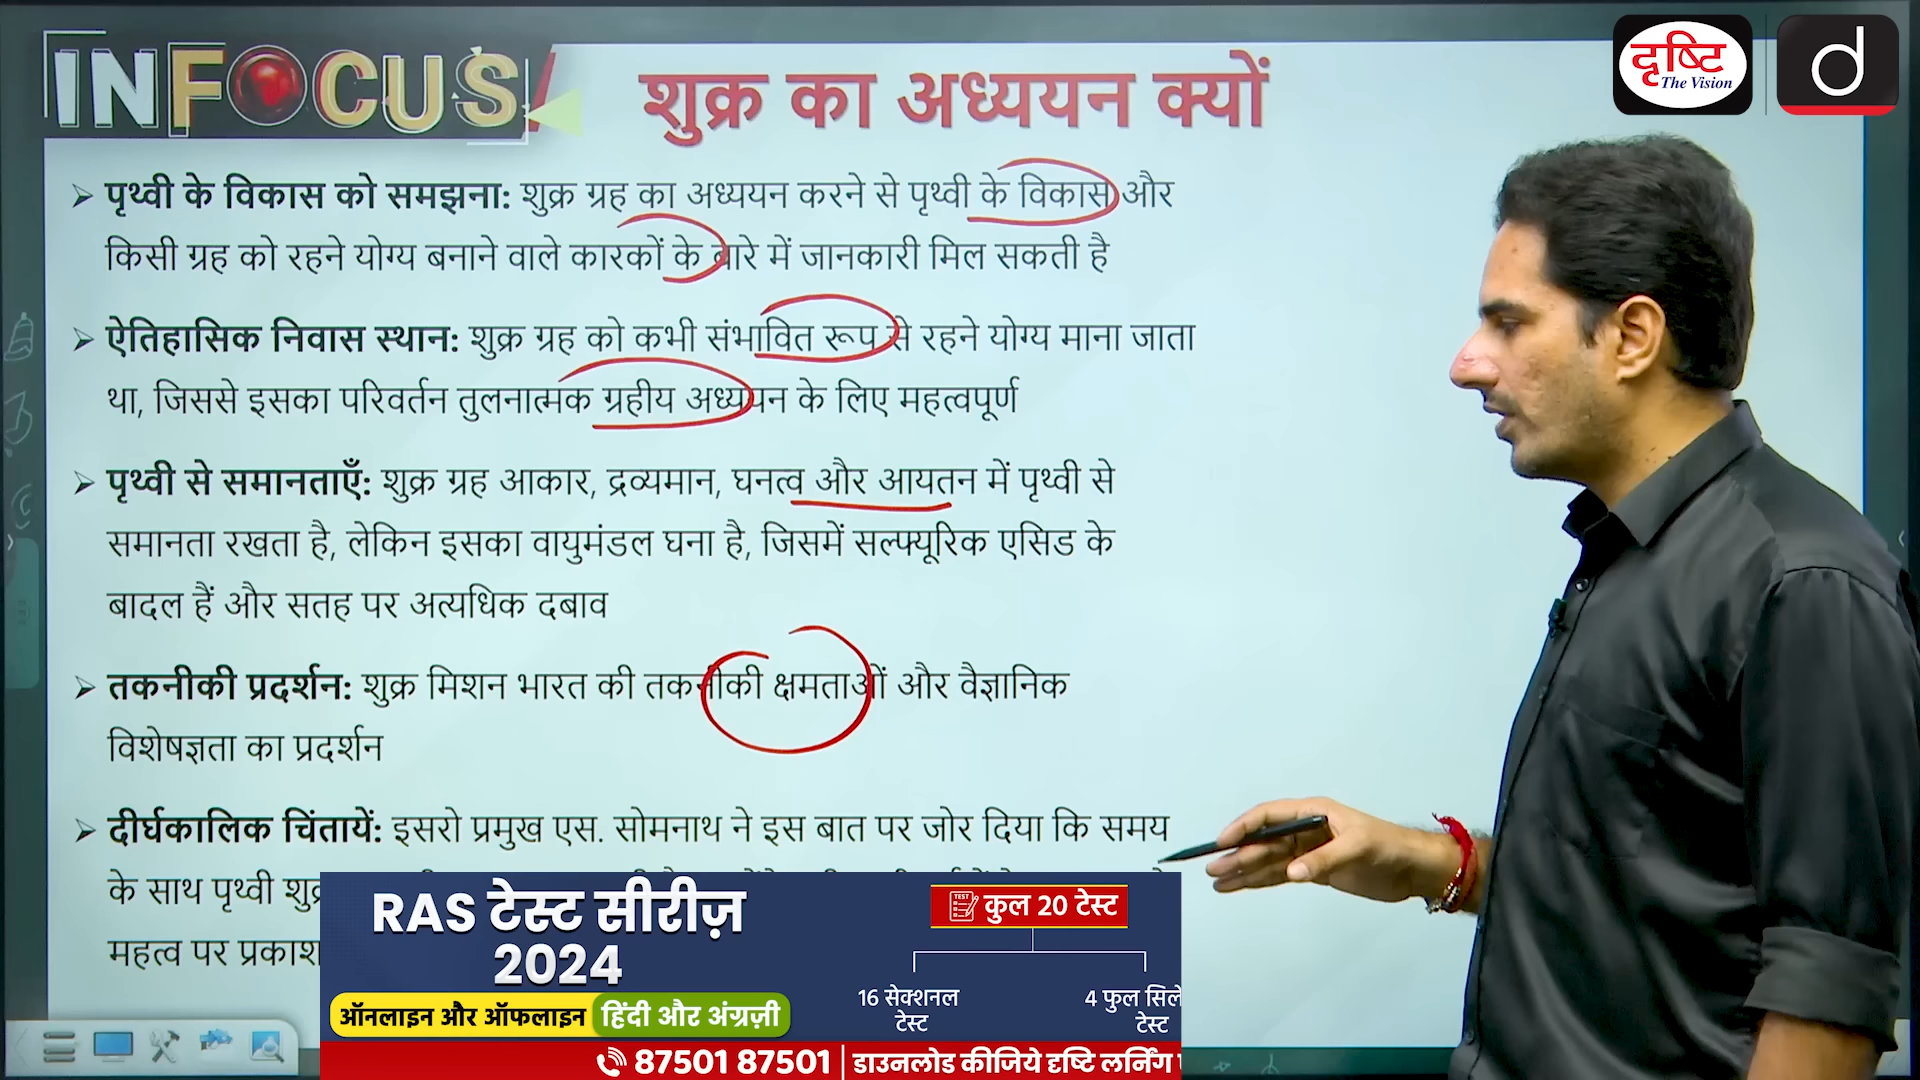 INFOCUS
शुक्र का अध्ययन क्यों
दृष्टि
The Vision
d
➢ पृथ्वी के विकास को समझना: शुक्र ग्रह का अध्ययन करने से पृथ्वी के विकास और
किसी ग्रह को रहने योग्य बनाने वाले कारकों के बारे में जानकारी मिल सकती है
➢ ऐतिहासिक निवास स्थान: शुक्र ग्रह को कभी संभावित रूप से रहने योग्य माना जाता
था, जिससे इसका परिवर्तन तुलनात्मक ग्रहीय अध्ययन के लिए महत्वपूर्ण
➢ पृथ्वी से समानताएँ: शुक्र ग्रह आकार, द्रव्यमान, घनत्व और आयतन में पृथ्वी से
समानता रखता है, लेकिन इसका वायुमंडल घना है, जिसमें सल्फ्यूरिक एसिड के
बादल हैं और सतह पर अत्यधिक दबाव
➢ तकनीकी प्रदर्शन: शुक्र मिशन भारत की तकनीकी क्षमताओं और वैज्ञानिक
विशेषज्ञता का प्रदर्शन
➢ दीर्घकालिक चिंतायें: इसरो प्रमुख एस. सोमनाथ ने इस बात पर जोर दिया कि समय
के साथ पृथ्वी
महत्व पर
RAS टेस्ट सीरीज़
2024
ऑनलाइन और ऑफलाइन हिंदी और अंग्रज़ी
TEST
कुल 20 टेस्ट
16 सेक्शनल
टेस्ट
4 फुल
टेस्ट
87501 87501 | डाउनलोड कीजिये दृष्टि लर्निंग